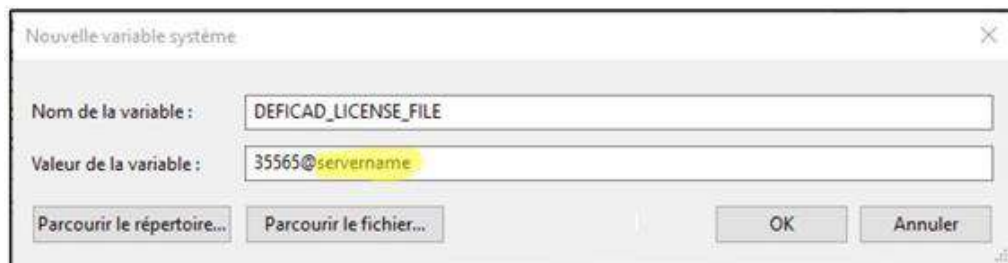 Nouvelle variable système
Nom de la variable :
DEFICAD_LICENSE_FILE
Valeur de la variable :
35565@servername
Parcourir le répertoire...
Parcourir le fichier...
OK
Annuler